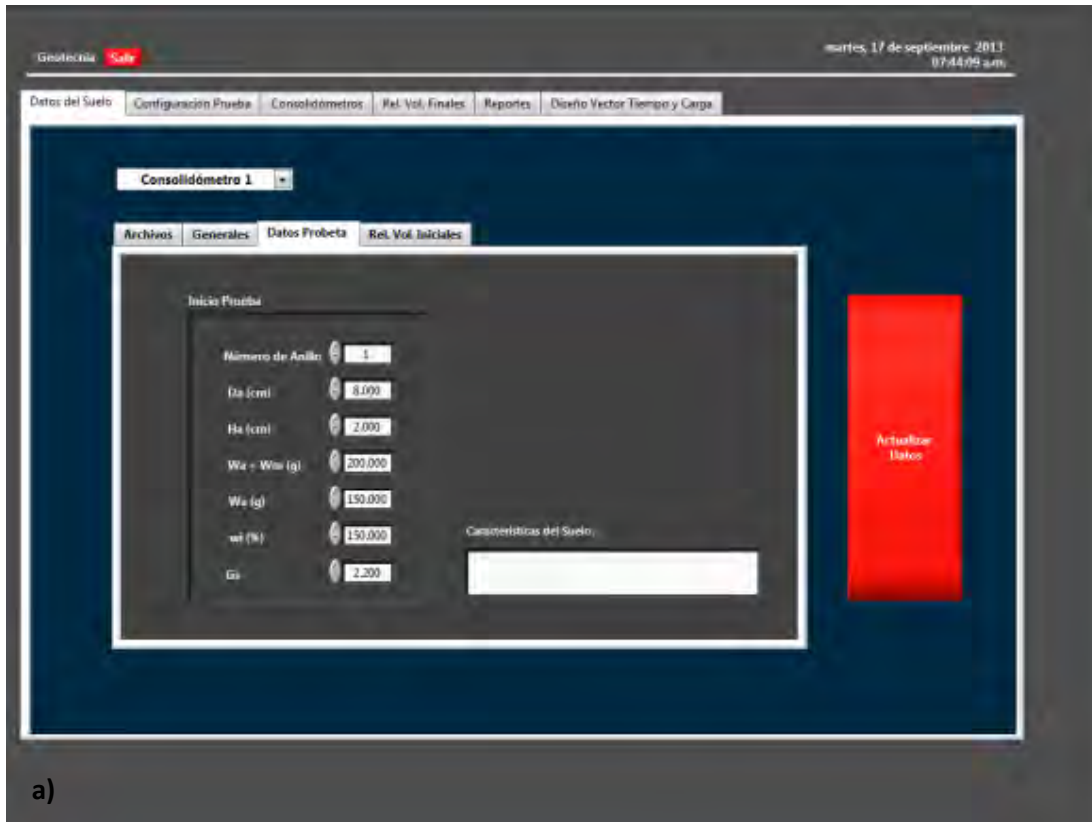 Geotecnia Salir
martes, 17 de septiembre 2013
07:44:09 a.m.
Datos del Suelo Configuración Prueba Consolidómetros Rel. Vol. Finales Reportes Diseño Vector Tiempo y Carga
Consolidómetro 1
Archivos Generales Datos Probeta Rel. Vol. Iniciales
Inicio Prueba
Número de Anillo 1
Da (cm) 8.000
Ha (cm) 2.000
Wa + Wm (g) 200.000
Wa (g) 150.000
wi (%) 150.000
Gs 2.200
Características del Suelo.
Actualizar
Datos
a)